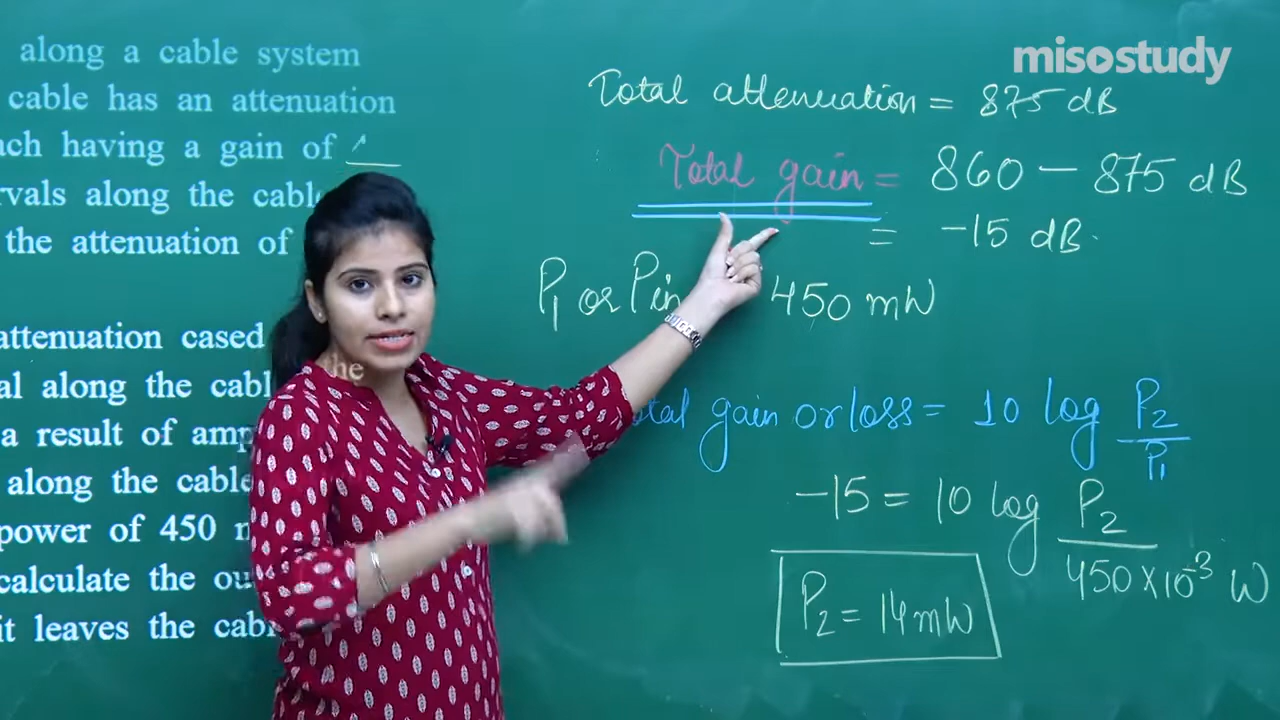 misostudy
along a cable system
cable has an attenuation
ach having a gain of
rvals along the cabl
the attenuation of
attenuation cased
the
al along the cabl
a result of amp
along the cable
power of 450
calculate the ou
it leaves the cab
Total attenuation = 875 dB
Total gain = 860 - 875 dB
= -15 dB.
P1 or Pin 450 mW
otal gain or loss = 10 log P2/P1
-15 = 10 log P2/450×10⁻³ W
P2 = 14mW